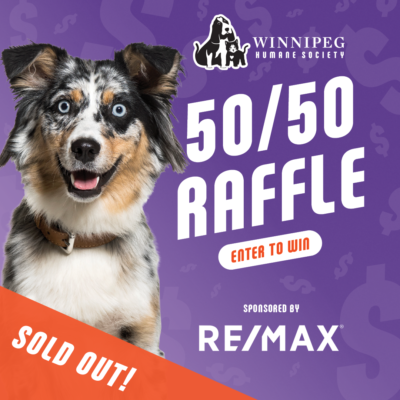 WINNIPEG
HUMANE SOCIETY
50/50
RAFFLE
ENTER TO WIN
SPONSORED BY
RE/MAX®
SOLD OUT!